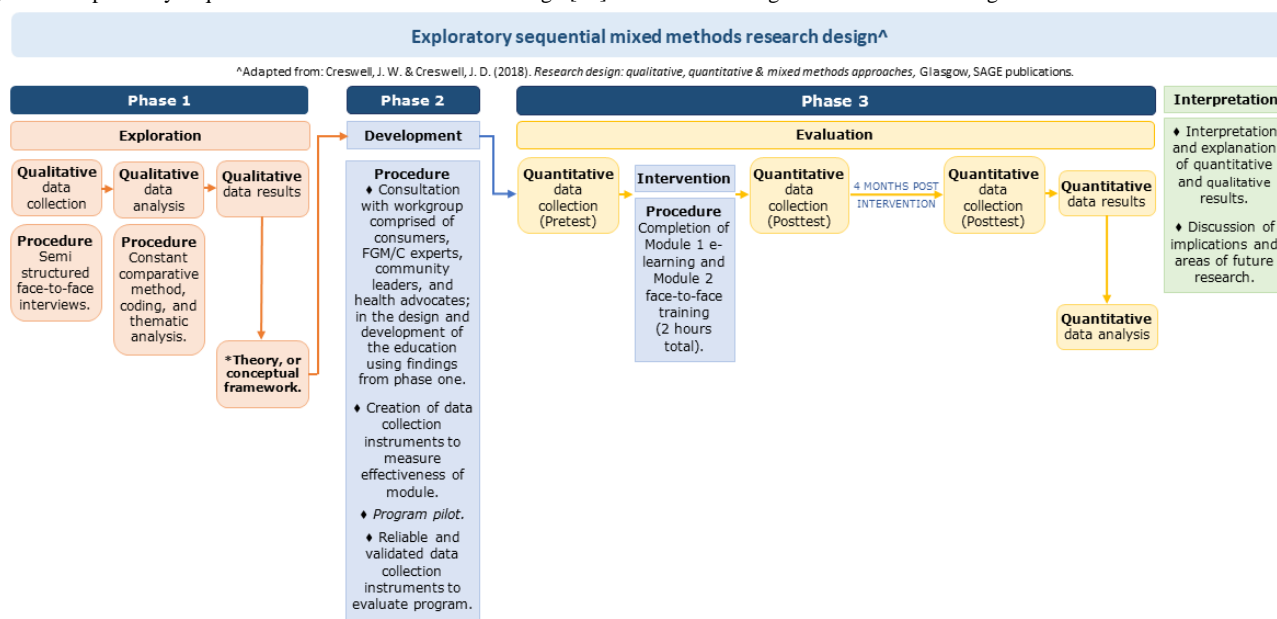 Exploratory sequential mixed methods research design^
^Adapted from: Creswell, J. W. & Creswell, J. D. (2018). Research design: qualitative, quantitative & mixed methods approaches, Glasgow, SAGE publications.
Phase 1
Exploration
Qualitative
data
collection
Qualitative
data
analysis
Qualitative
data results
Procedure
Semi
structured
face-to-face
interviews.
Procedure
Constant
comparative
method,
coding, and
thematic
analysis.
*Theory, or
conceptual
framework.
Phase 2
Development
Procedure
♦ Consultation
with workgroup
comprised of
consumers,
FGM/C experts,
community
leaders, and
health advocates;
in the design and
development of
the education
using findings
from phase one.
♦ Creation of data
collection
instruments to
measure
effectiveness of
module.
♦ Program pilot.
♦ Reliable and
validated data
collection
instruments to
evaluate program.
Phase 3
Evaluation
Quantitative
data
collection
(Pretest)
Intervention
Procedure
Completion of
Module 1 e-
learning and
Module 2
face-to-face
training
(2 hours
total).
Quantitative
data
collection
(Posttest)
4 MONTHS POST
INTERVENTION
Quantitative
data
collection
(Posttest)
Quantitative
data results
Quantitative
data analysis
Interpretation
♦ Interpretation
and explanation
of quantitative
and qualitative
results.
♦ Discussion of
implications and
areas of future
research.